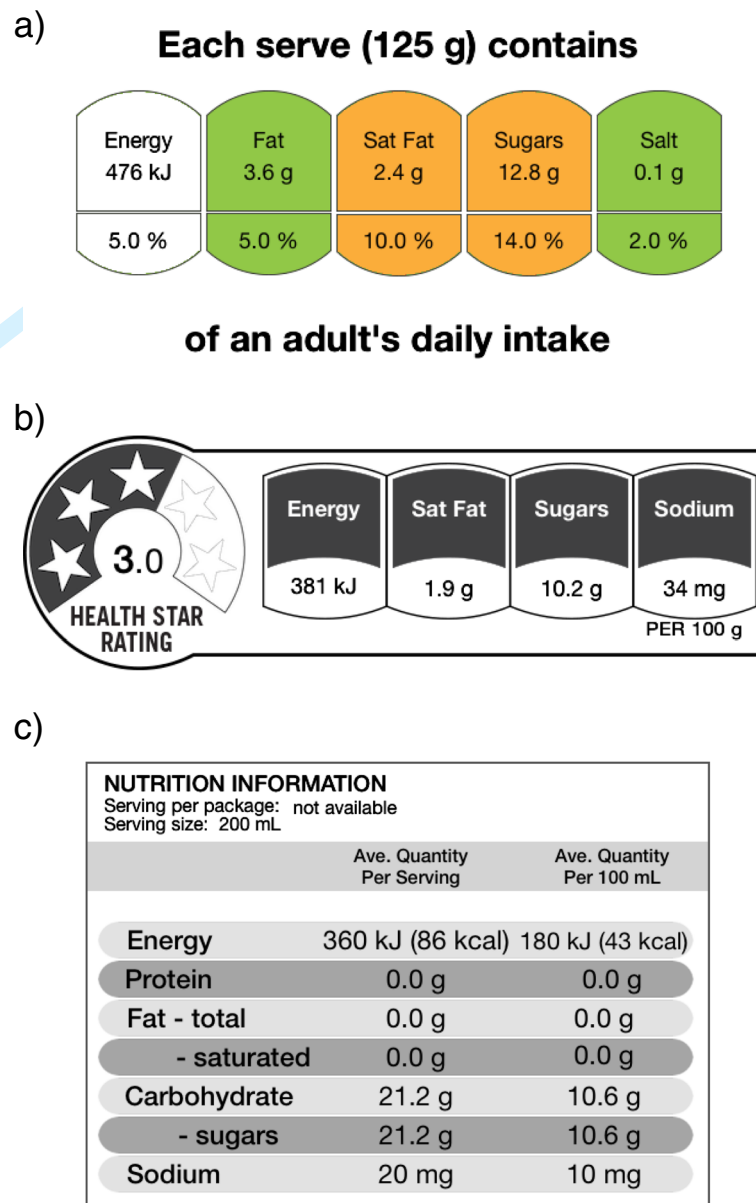 a)
Each serve (125 g) contains
Energy Fat Sat Fat Sugars Salt
476 kJ 3.6 g 2.4 g 12.8 g 0.1 g
5.0 % 5.0 % 10.0 % 14.0 % 2.0 %
of an adult's daily intake
b)
Energy Sat Fat Sugars Sodium
3.0 381 kJ 1.9 g 10.2 g 34 mg
HEALTH STAR
RATING
PER 100 g
c)
NUTRITION INFORMATION
Serving per package: not available
Serving size: 200 mL
Ave. Quantity Ave. Quantity
Per Serving Per 100 mL
Energy 360 kJ (86 kcal) 180 kJ (43 kcal)
Protein 0.0 g 0.0 g
Fat - total 0.0 g 0.0 g
- saturated 0.0 g 0.0 g
Carbohydrate 21.2 g 10.6 g
- sugars 21.2 g 10.6 g
Sodium 20 mg 10 mg